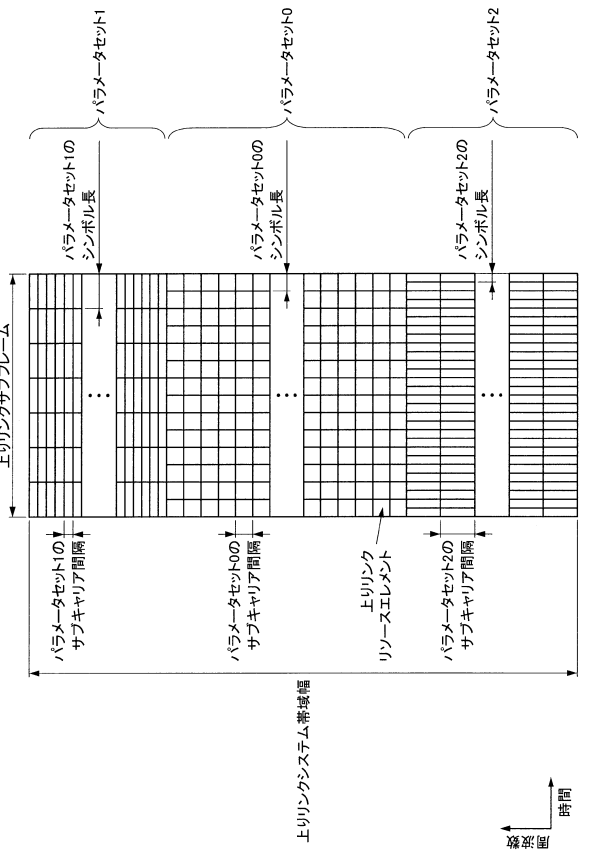 上りリンクサブフレーム
パラメータセット1の
サブキャリア間隔
パラメータセット1の
シンボル長
パラメータセット1
パラメータセット0の
サブキャリア間隔
パラメータセット0の
シンボル長
パラメータセット0
上りリンク
リソースエレメント
パラメータセット2の
サブキャリア間隔
パラメータセット2の
シンボル長
パラメータセット2
上りリンクシステム帯域幅
周波数
時間